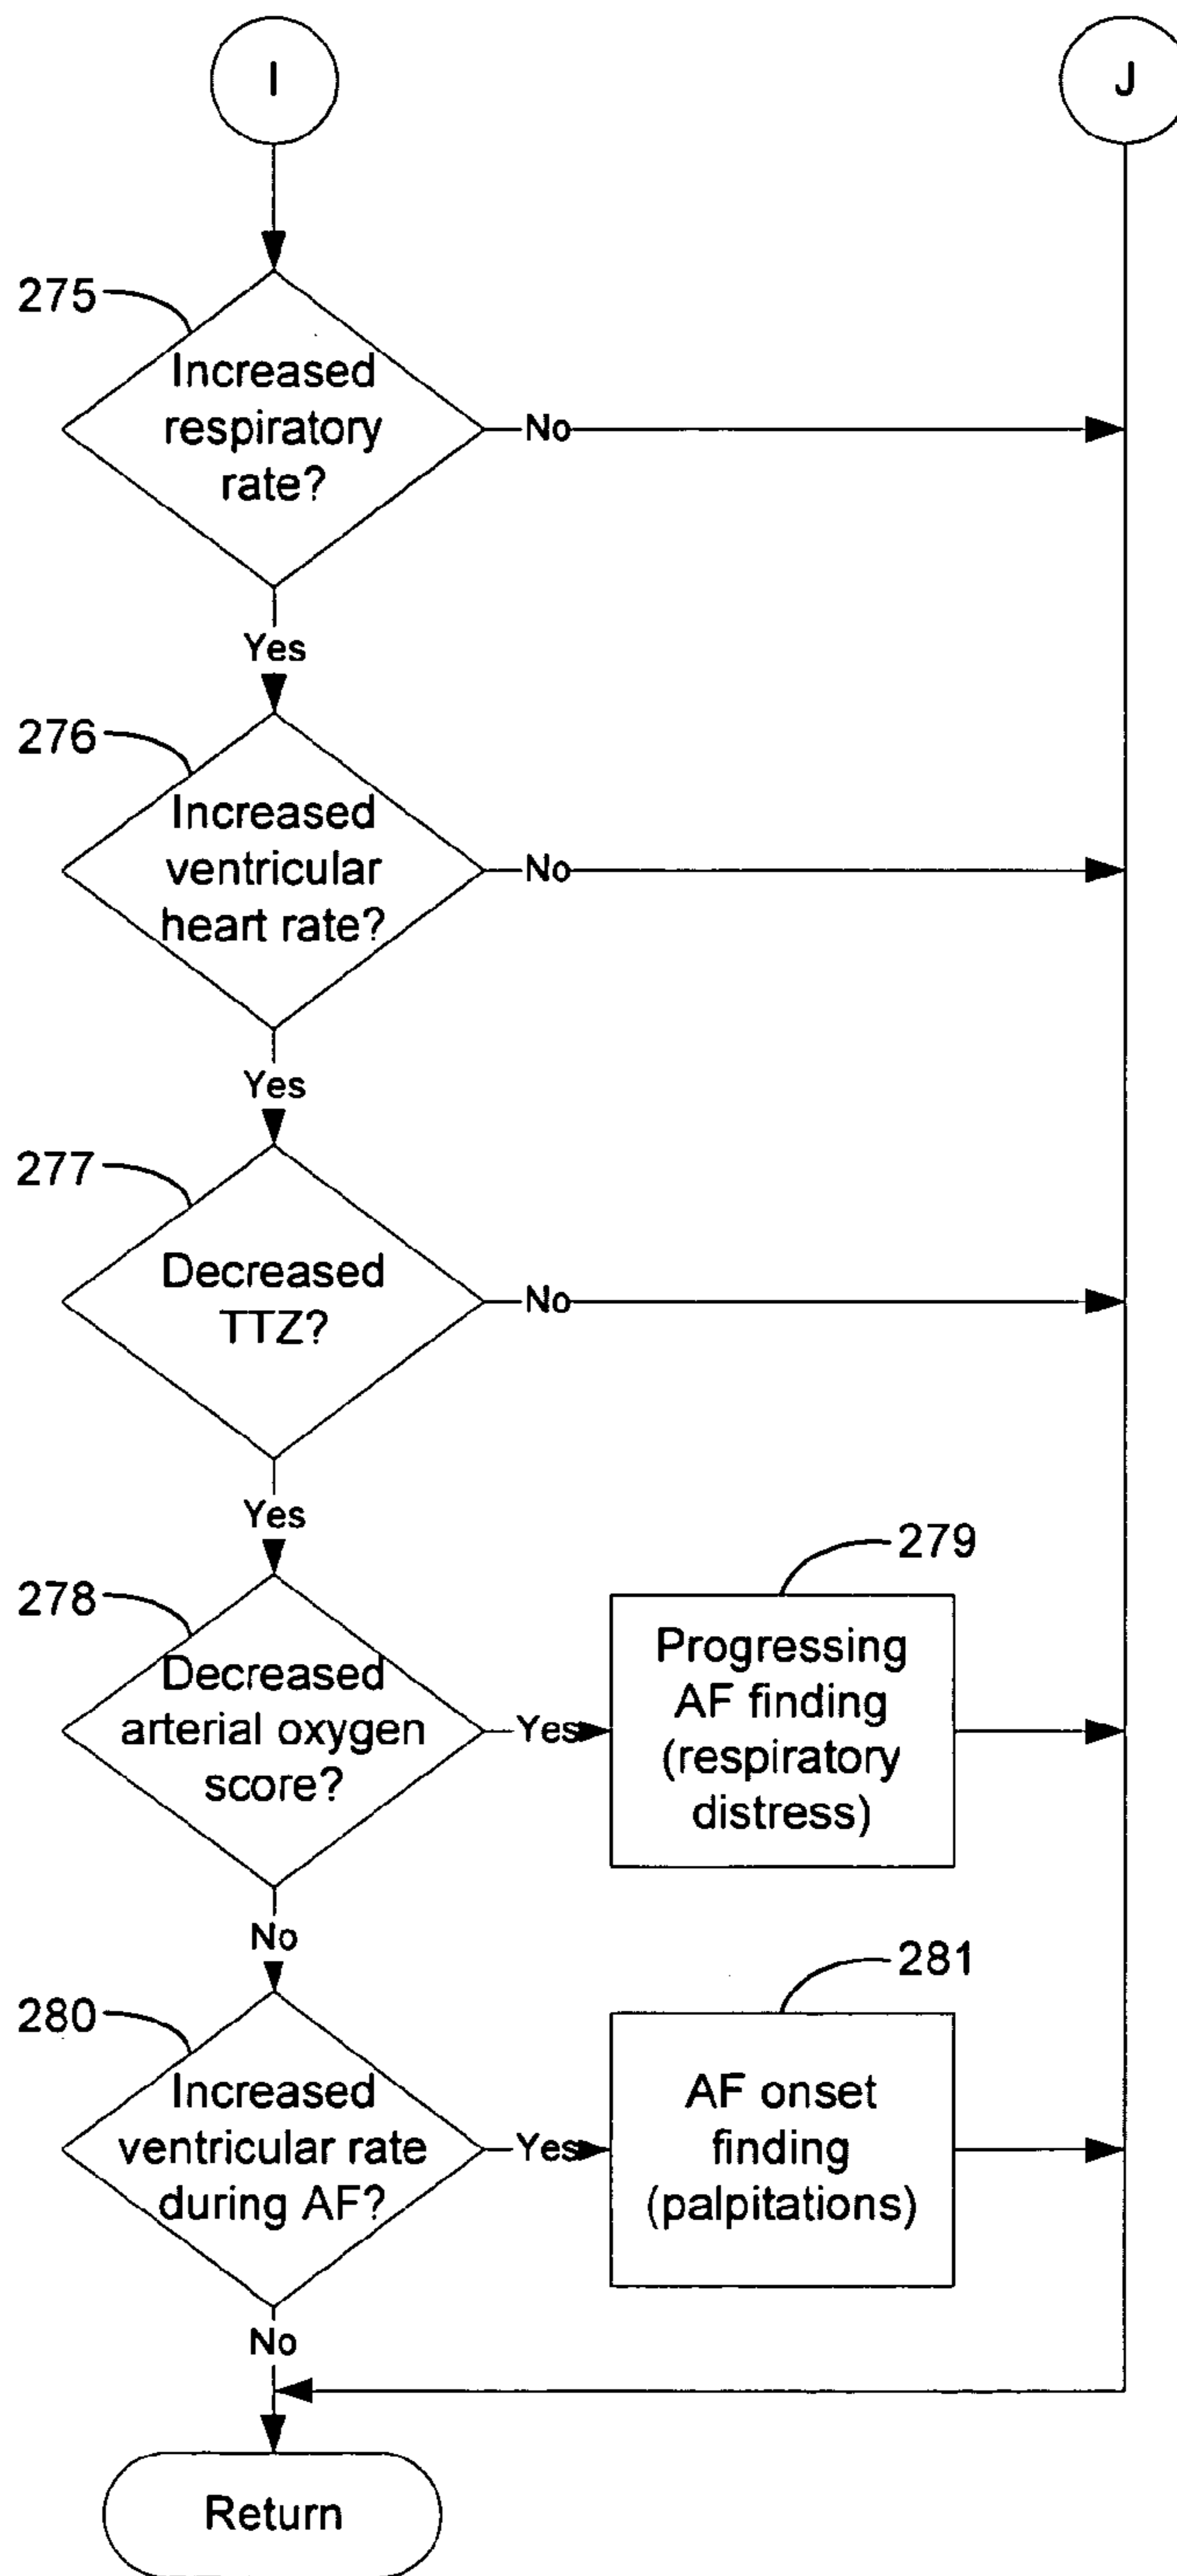 I
J
275
Increased
respiratory
rate?
No
Yes
276
Increased
ventricular
heart rate?
No
Yes
277
Decreased
TTZ?
No
Yes
278
Decreased
arterial oxygen
score?
Yes
279
Progressing
AF finding
(respiratory
distress)
No
280
Increased
ventricular rate
during AF?
Yes
281
AF onset
finding
(palpitations)
No
Return